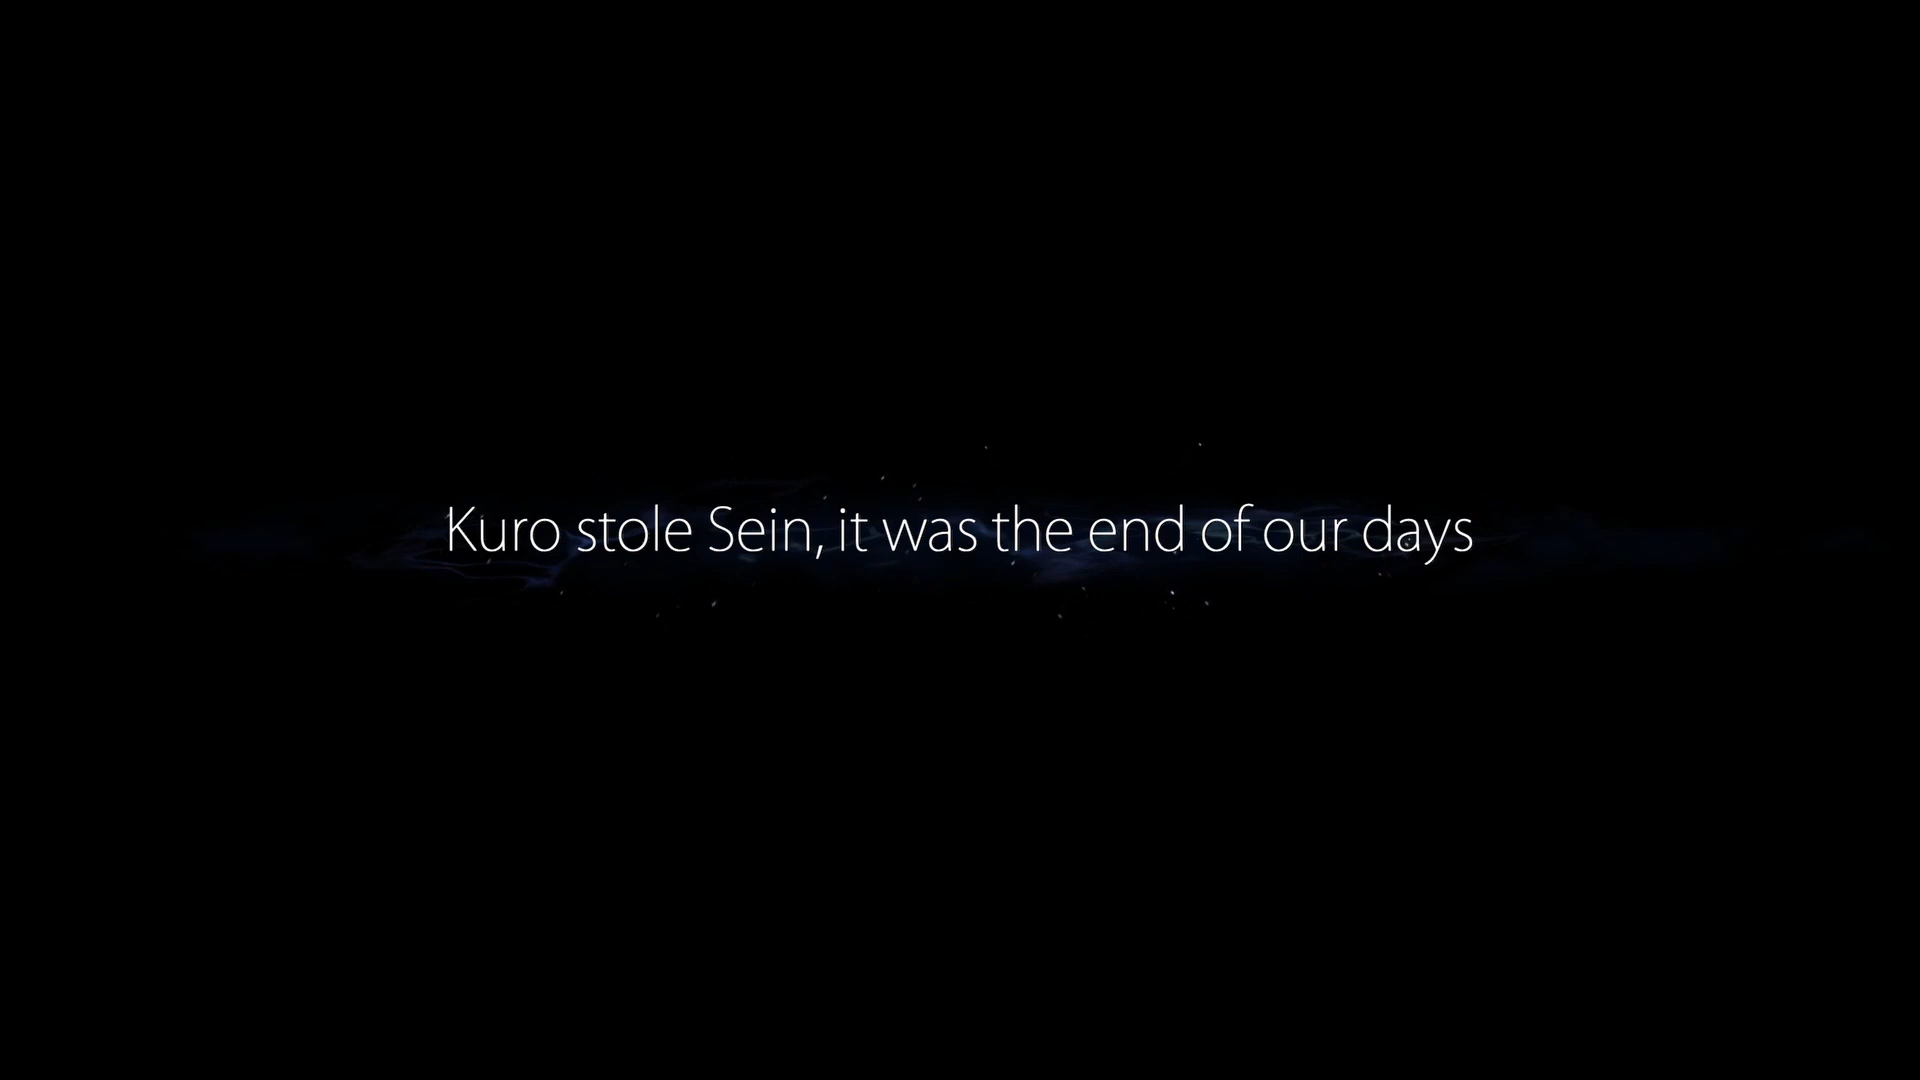 Kuro stole Sein, it was the end of our days